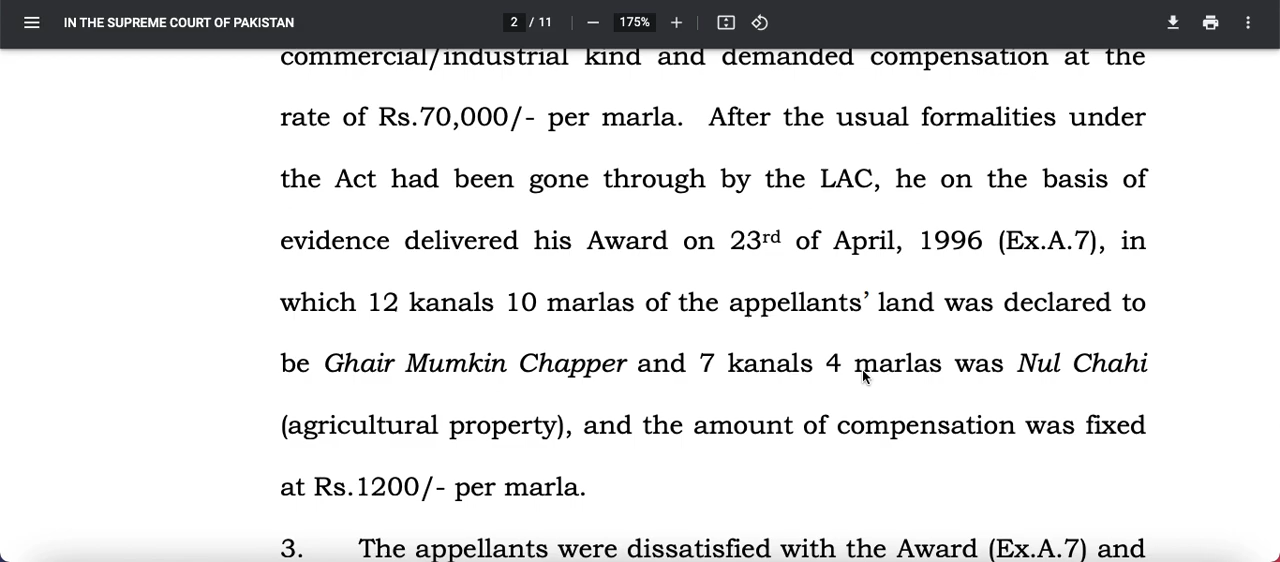 IN THE SUPREME COURT OF PAKISTAN 2 / 11 175%
commercial/industrial kind and demanded compensation at the
rate of Rs.70,000/- per marla. After the usual formalities under
the Act had been gone through by the LAC, he on the basis of
evidence delivered his Award on 23rd of April, 1996 (Ex.A.7), in
which 12 kanals 10 marlas of the appellants’ land was declared to
be Ghair Mumkin Chapper and 7 kanals 4 marlas was Nul Chahi
(agricultural property), and the amount of compensation was fixed
at Rs.1200/- per marla.
3. The appellants were dissatisfied with the Award (Ex.A.7) and